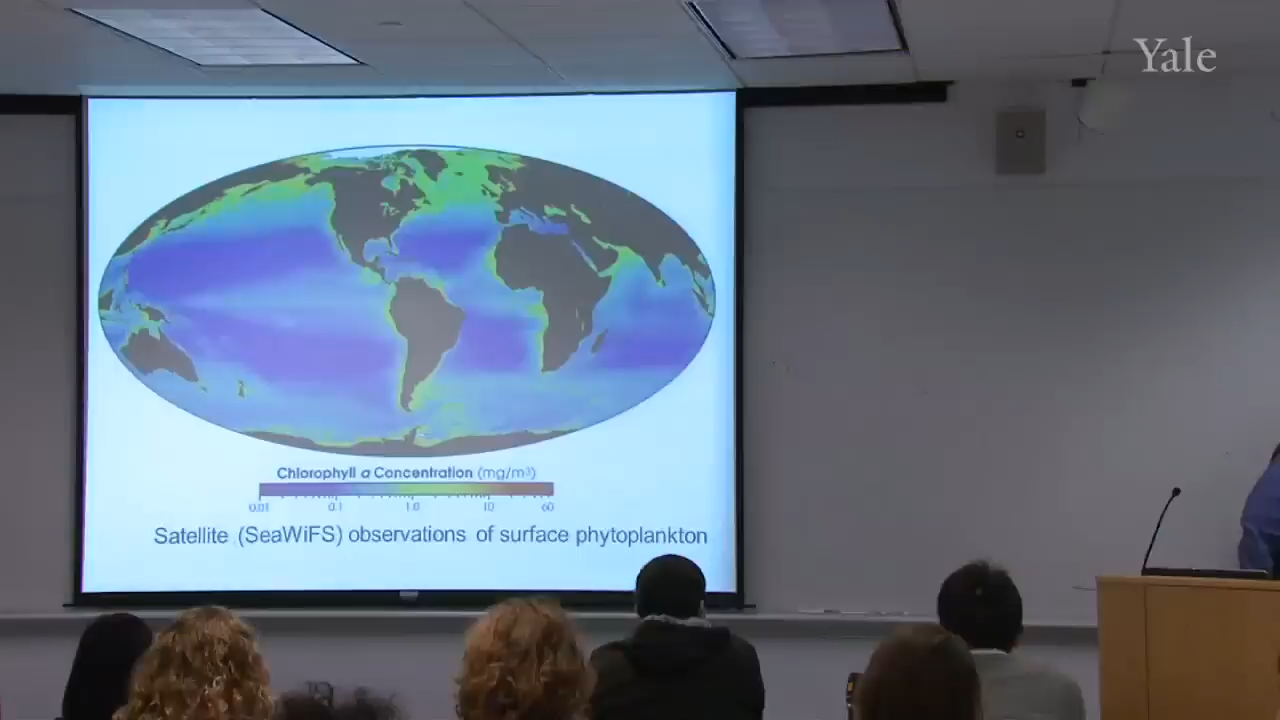 Yale
Chlorophyll a Concentration (mg/m³)
0.01 0.1 1.0 10 60
Satellite (SeaWiFS) observations of surface phytoplankton